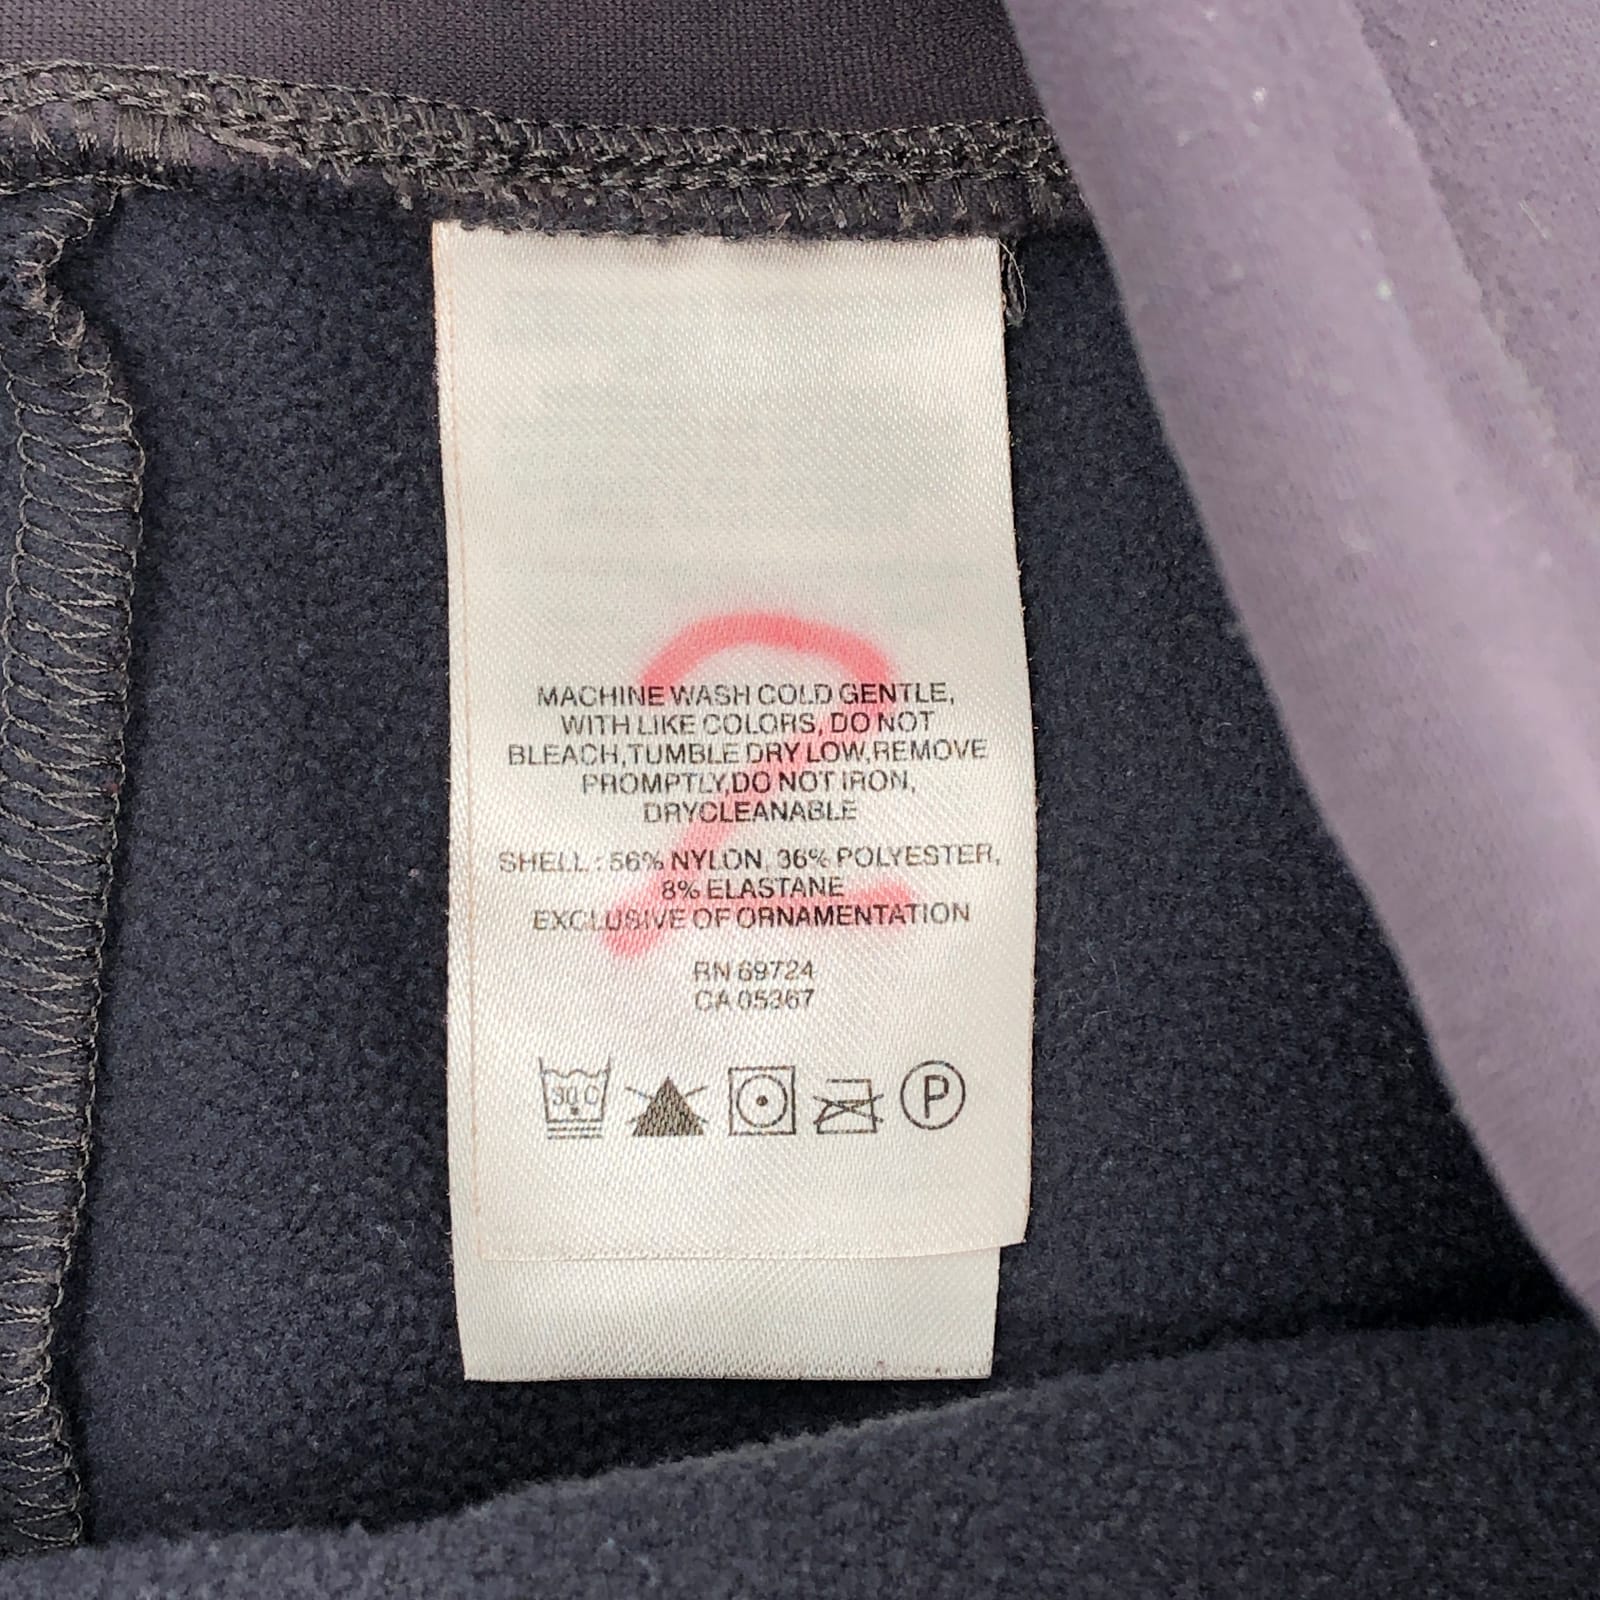 2
MACHINE WASH COLD GENTLE,
WITH LIKE COLORS, DO NOT
BLEACH,TUMBLE DRY LOW,REMOVE
PROMPTLY,DO NOT IRON,
DRYCLEANABLE
SHELL : 56% NYLON, 36% POLYESTER,
8% ELASTANE
EXCLUSIVE OF ORNAMENTATION
RN 69724
CA 05367
30 C
P